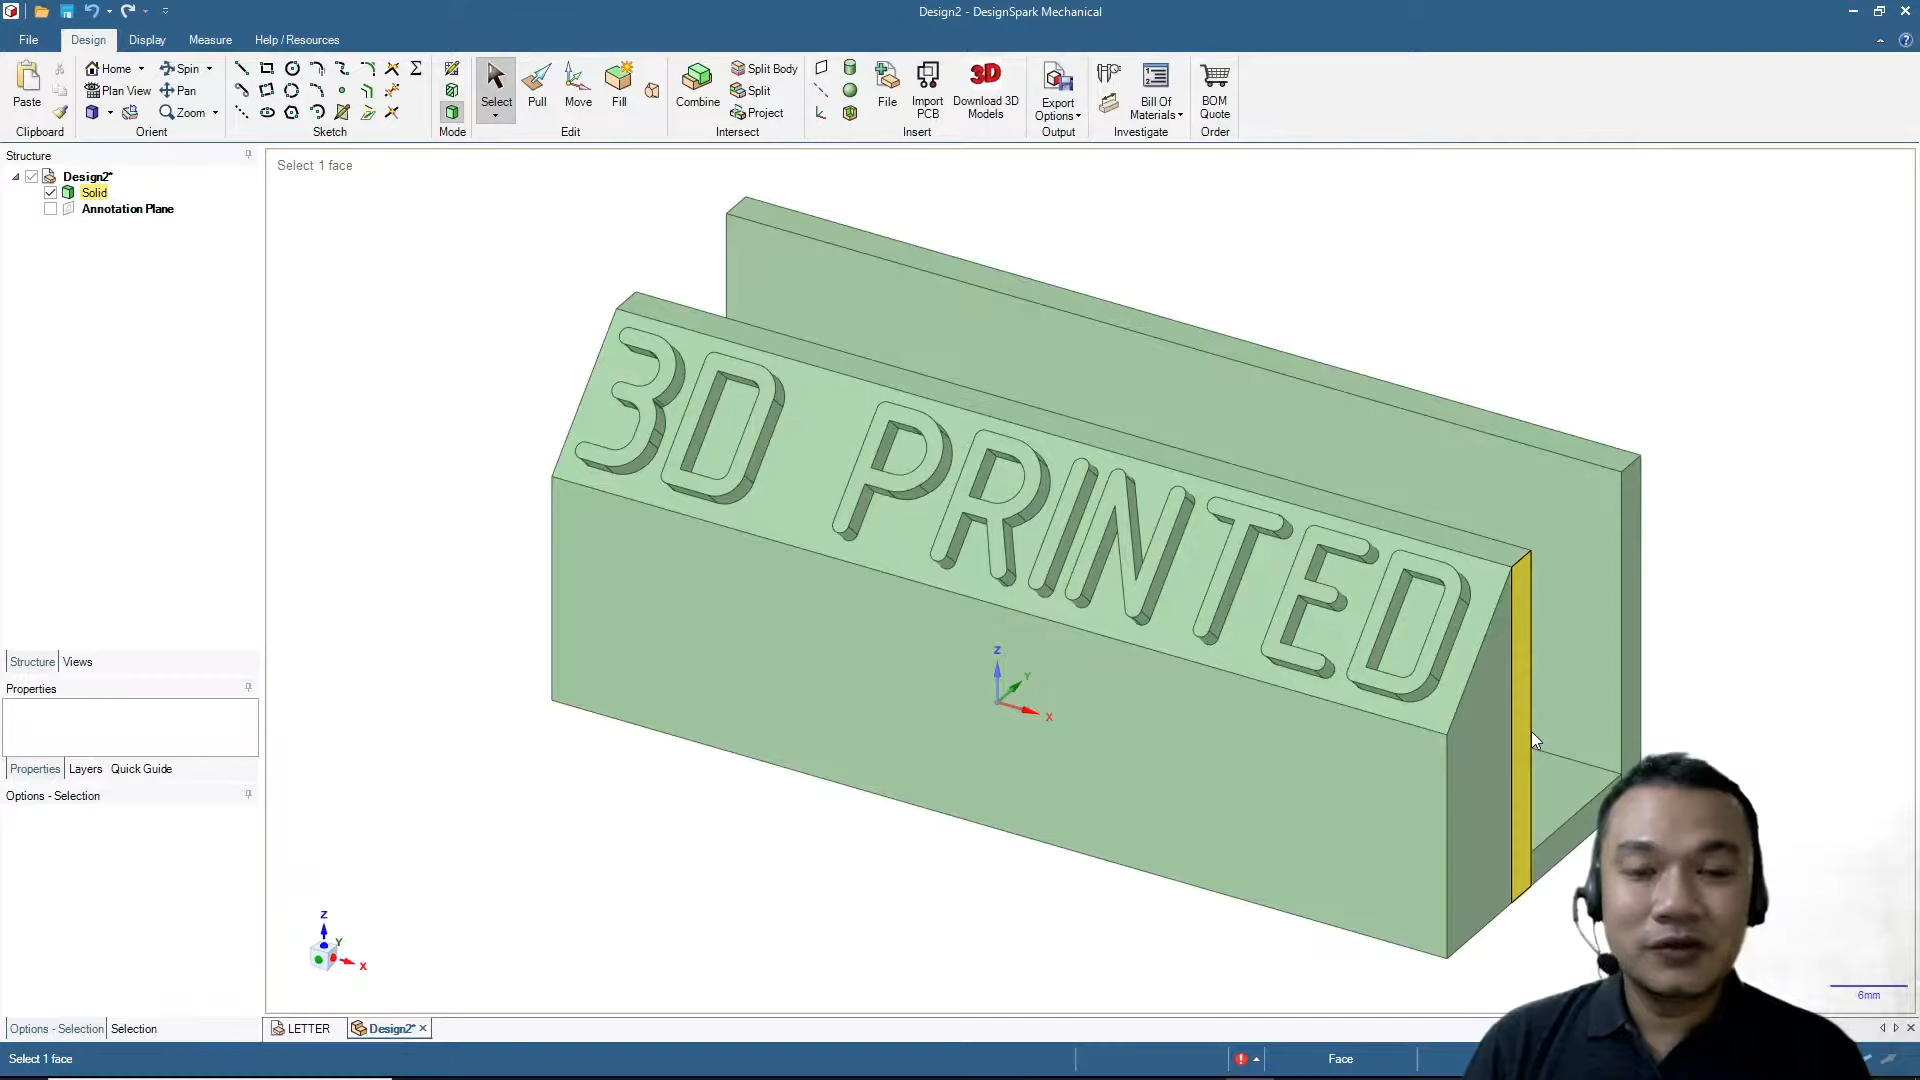 Design2 - DesignSpark Mechanical
File Design Display Measure Help / Resources
Paste
Clipboard
Home Spin
Plan View Pan
Zoom
Orient
Sketch
Mode
Select Pull Move Fill
Edit
Combine
Split Body
Split
Project
Intersect
File Import PCB Download 3D Models
3D
Insert
Export Options
Output
Bill Of Materials
Investigate
BOM Quote
Order
Structure
Design2*
Solid
Annotation Plane
Select 1 face
3D PRINTED
Z
Y
X
Structure Views
Properties
Properties Layers Quick Guide
Options - Selection
Z
Y
X
6mm
Options - Selection Selection
LETTER Design2*
Select 1 face
Face